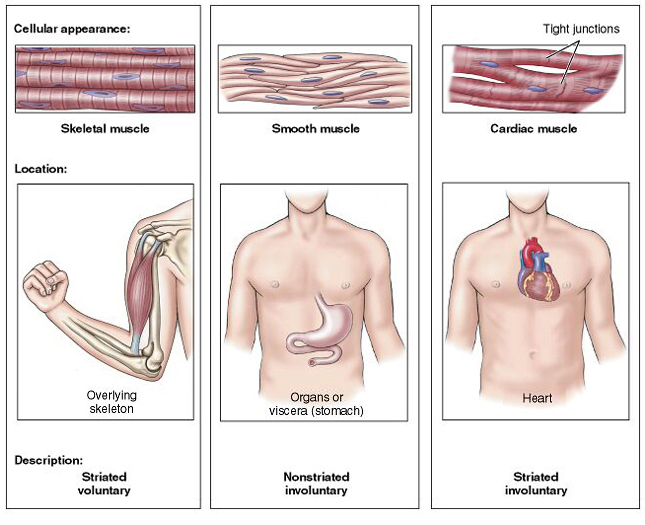 Cellular appearance:
Tight junctions
Skeletal muscle
Smooth muscle
Cardiac muscle
Location:
Overlying
skeleton
Organs or
viscera (stomach)
Heart
Description:
Striated
voluntary
Nonstriated
involuntary
Striated
involuntary